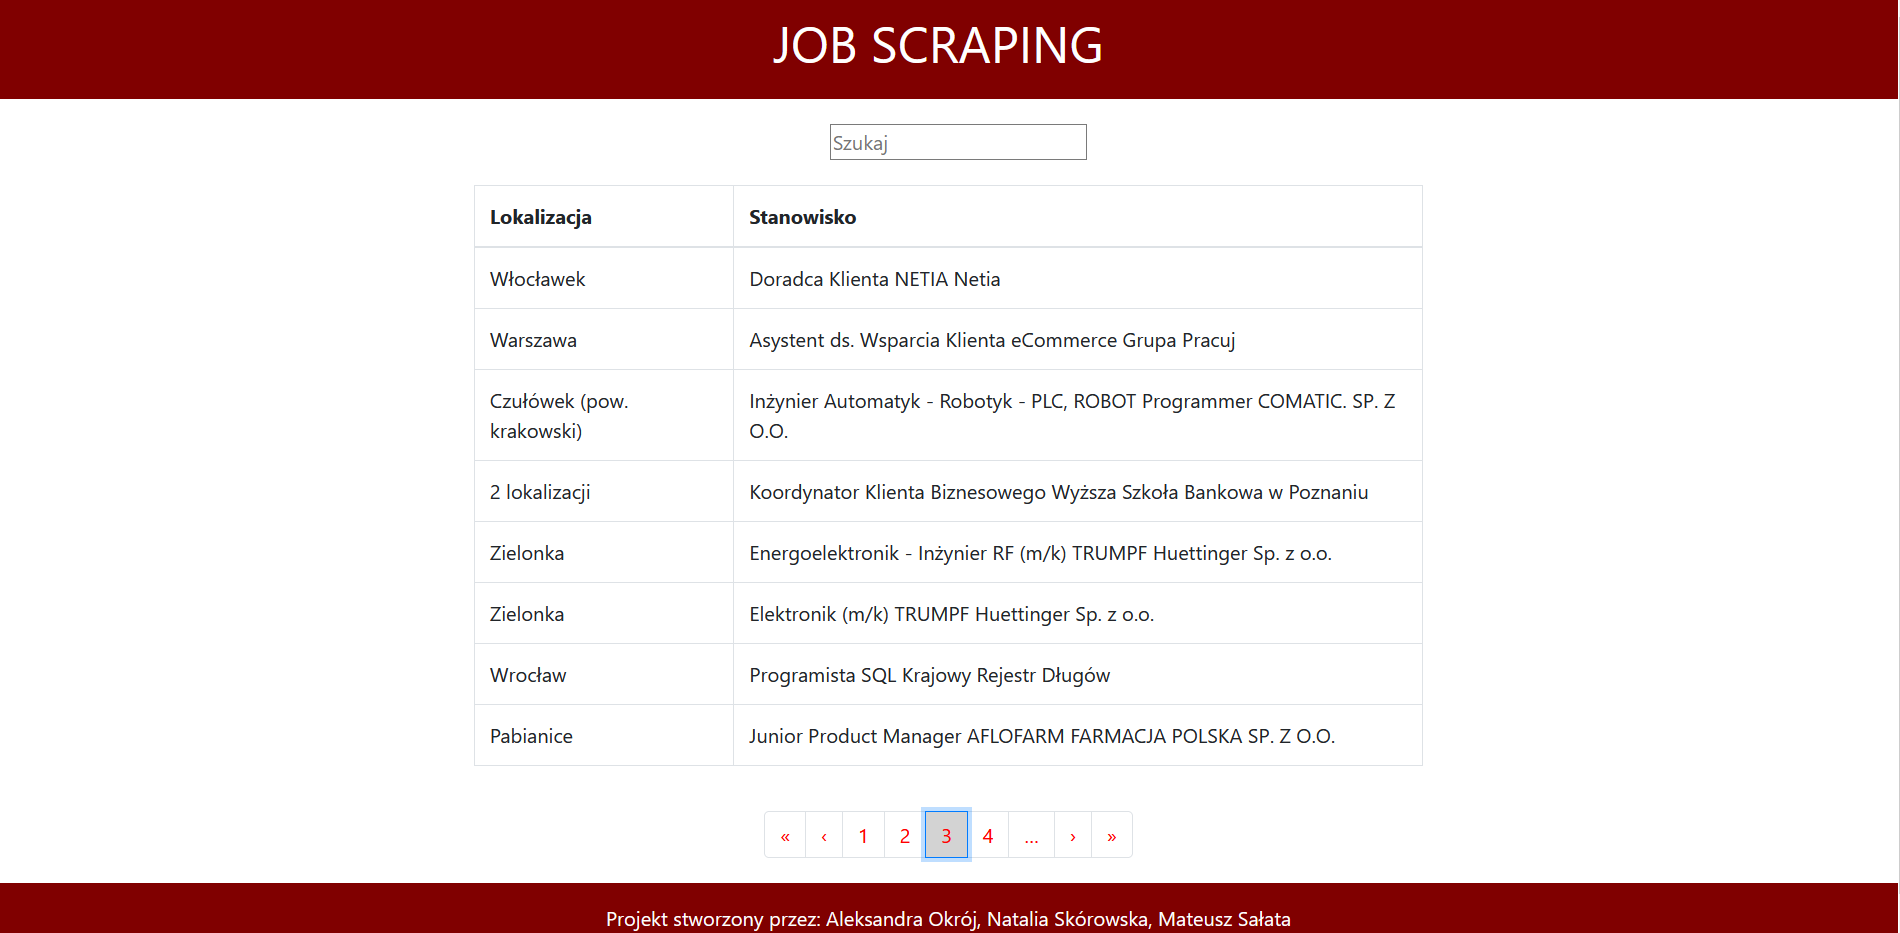 JOB SCRAPING
Szukaj
Lokalizacja Stanowisko
Włocławek Doradca Klienta NETIA Netia
Warszawa Asystent ds. Wsparcia Klienta eCommerce Grupa Pracuj
Czułówek (pow.
krakowski)
Inżynier Automatyk - Robotyk - PLC, ROBOT Programmer COMATIC. SP. Z
O.O.
2 lokalizacji Koordynator Klienta Biznesowego Wyższa Szkoła Bankowa w Poznaniu
Zielonka Energoelektronik - Inżynier RF (m/k) TRUMPF Huettinger Sp. z o.o.
Zielonka Elektronik (m/k) TRUMPF Huettinger Sp. z o.o.
Wrocław Programista SQL Krajowy Rejestr Długów
Pabianice Junior Product Manager AFLOFARM FARMACJA POLSKA SP. Z O.O.
« ‹ 1 2 3 4 ... › »
Projekt stworzony przez: Aleksandra Okrój, Natalia Skórowska, Mateusz Sałata